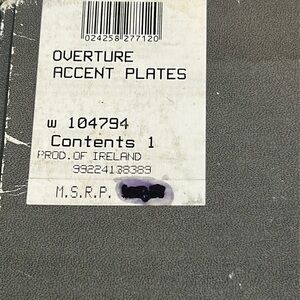 024258 277120
OVERTURE
ACCENT PLATES
w 104794
Contents 1
PROD. OF IRELAND
99224138389
M.S.R.P.